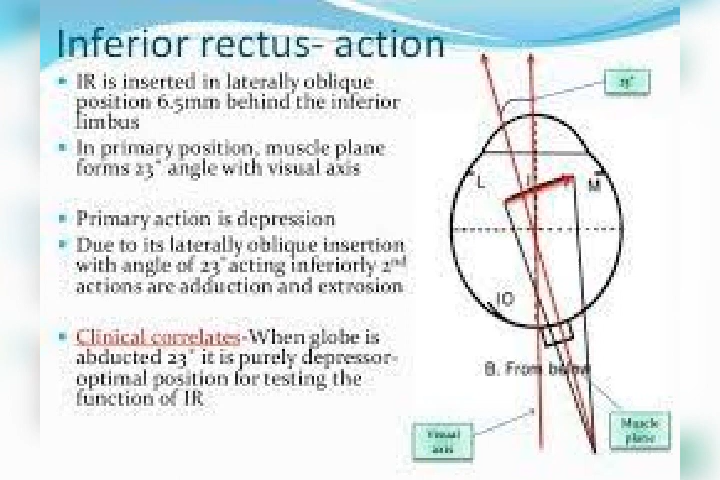 Inferior rectus- action
IR is inserted in laterally oblique
position 6.5mm behind the inferior
limbus
In primary position, muscle plane
forms 23° angle with visual axis
Primary action is depression
Due to its laterally oblique insertion
with angle of 23°acting inferiorly 2nd
actions are adduction and extrosion
Clinical correlates-When globe is
abducted 23° it is purely depressor-
optimal position for testing the
function of IR
23°
L
M
IO
B. From below
Visual
axis
Muscle
plane